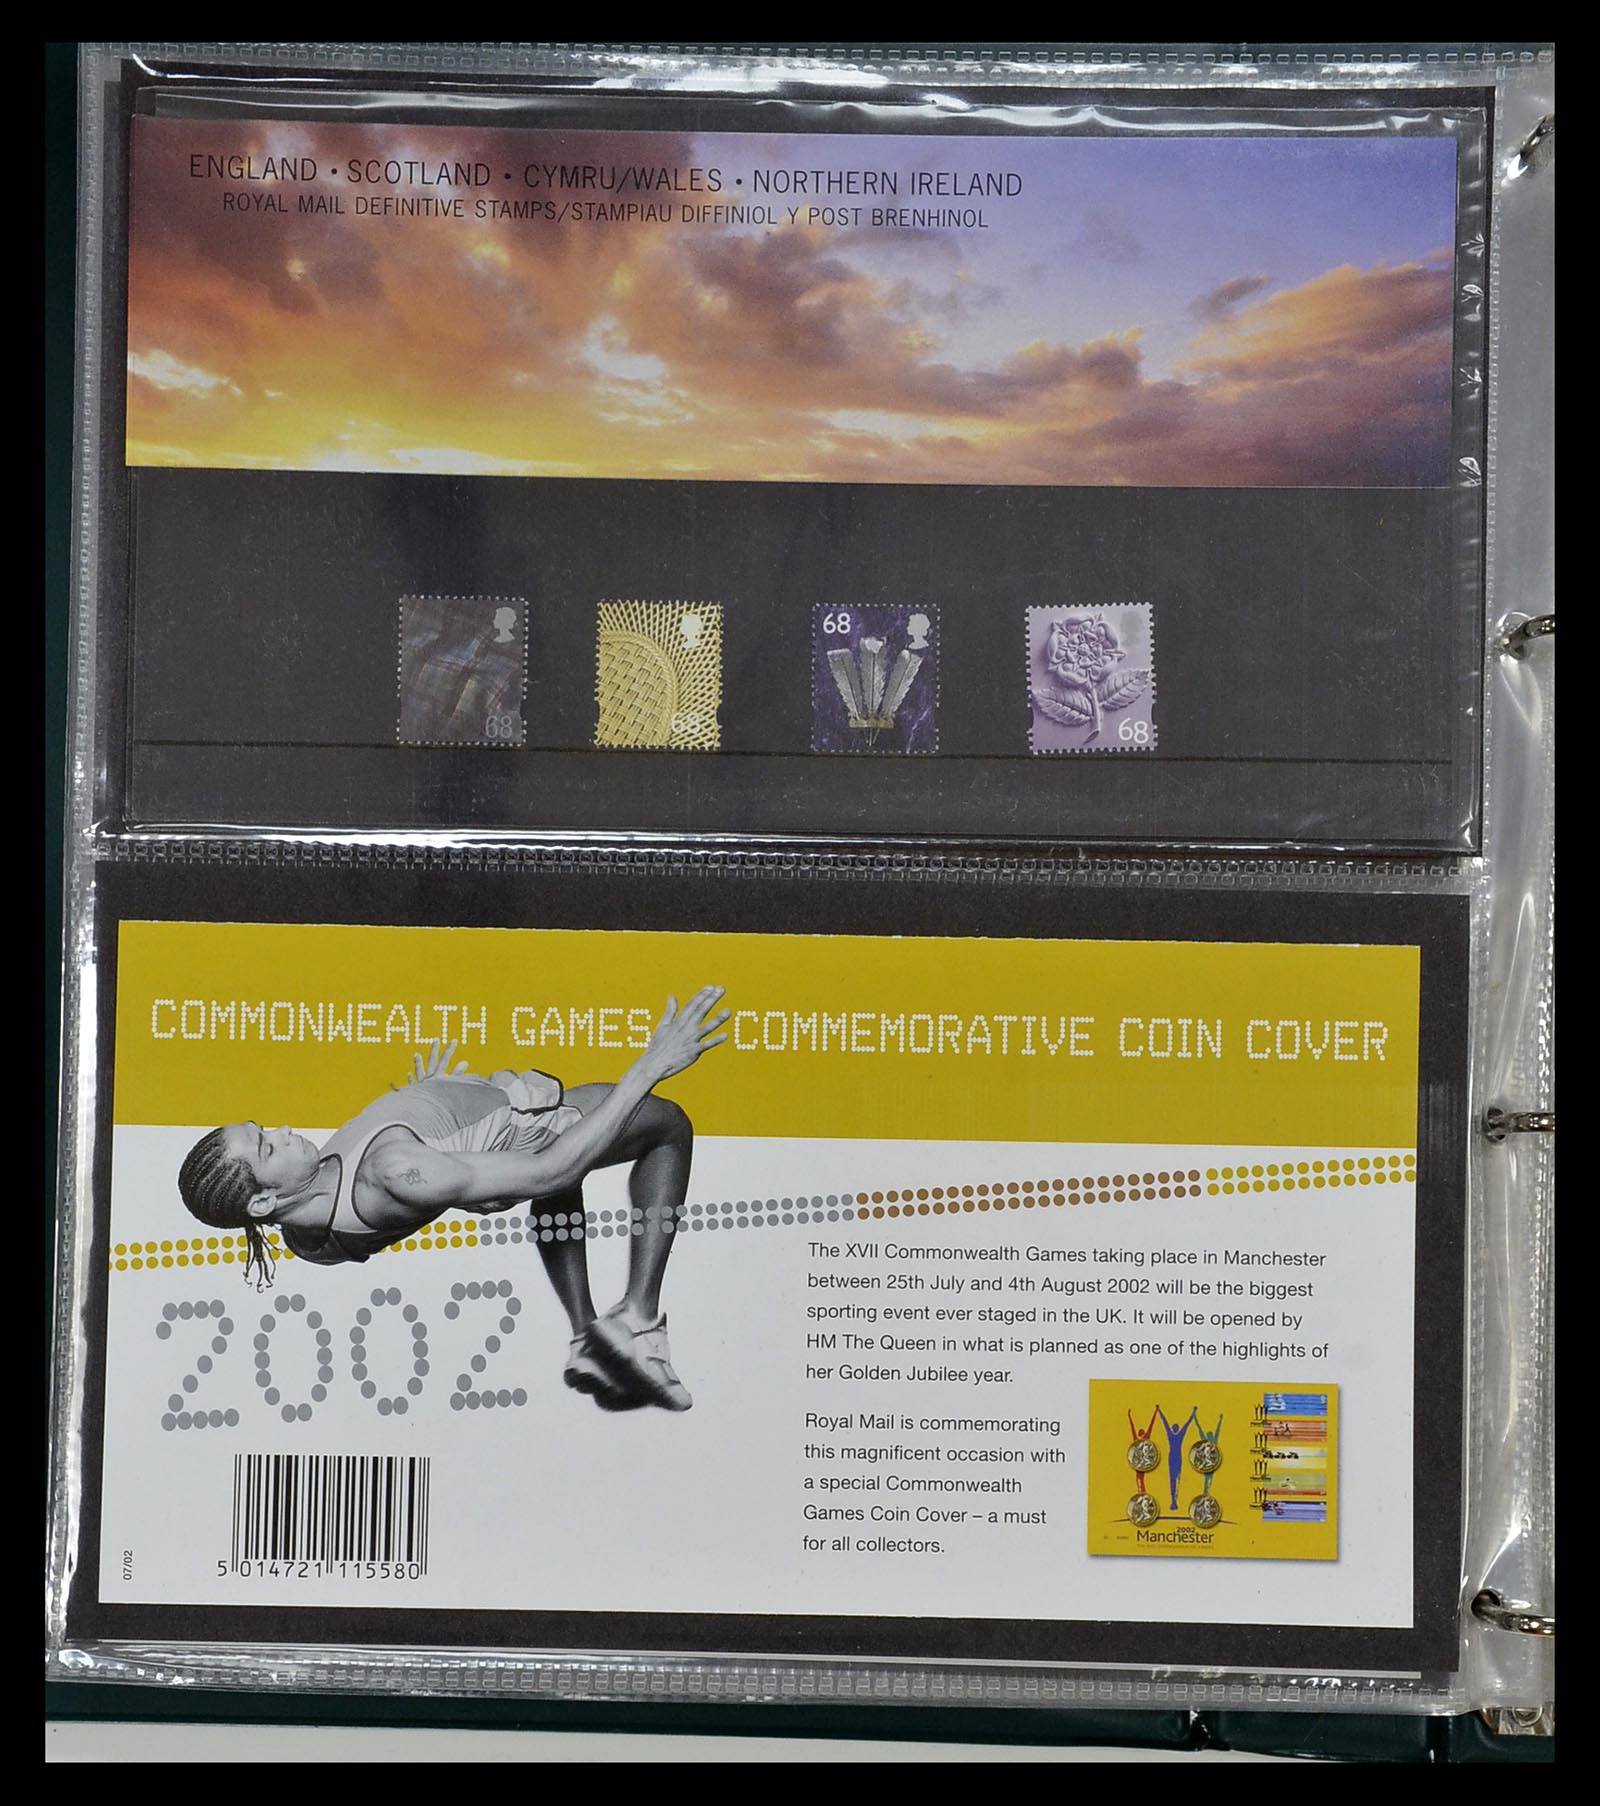 ENGLAND • SCOTLAND • CYMRU/WALES • NORTHERN IRELAND
ROYAL MAIL DEFINITIVE STAMPS/STAMPIAU DIFFINIOL Y POST BRENHINOL
68
68
68
68
COMMONWEALTH GAMES COMMEMORATIVE COIN COVER
2002
The XVII Commonwealth Games taking place in Manchester
between 25th July and 4th August 2002 will be the biggest
sporting event ever staged in the UK. It will be opened by
HM The Queen in what is planned as one of the highlights of
her Golden Jubilee year.
Royal Mail is commemorating
this magnificent occasion with
a special Commonwealth
Games Coin Cover – a must
for all collectors.
2002
Manchester
07/02
5 014721 115580